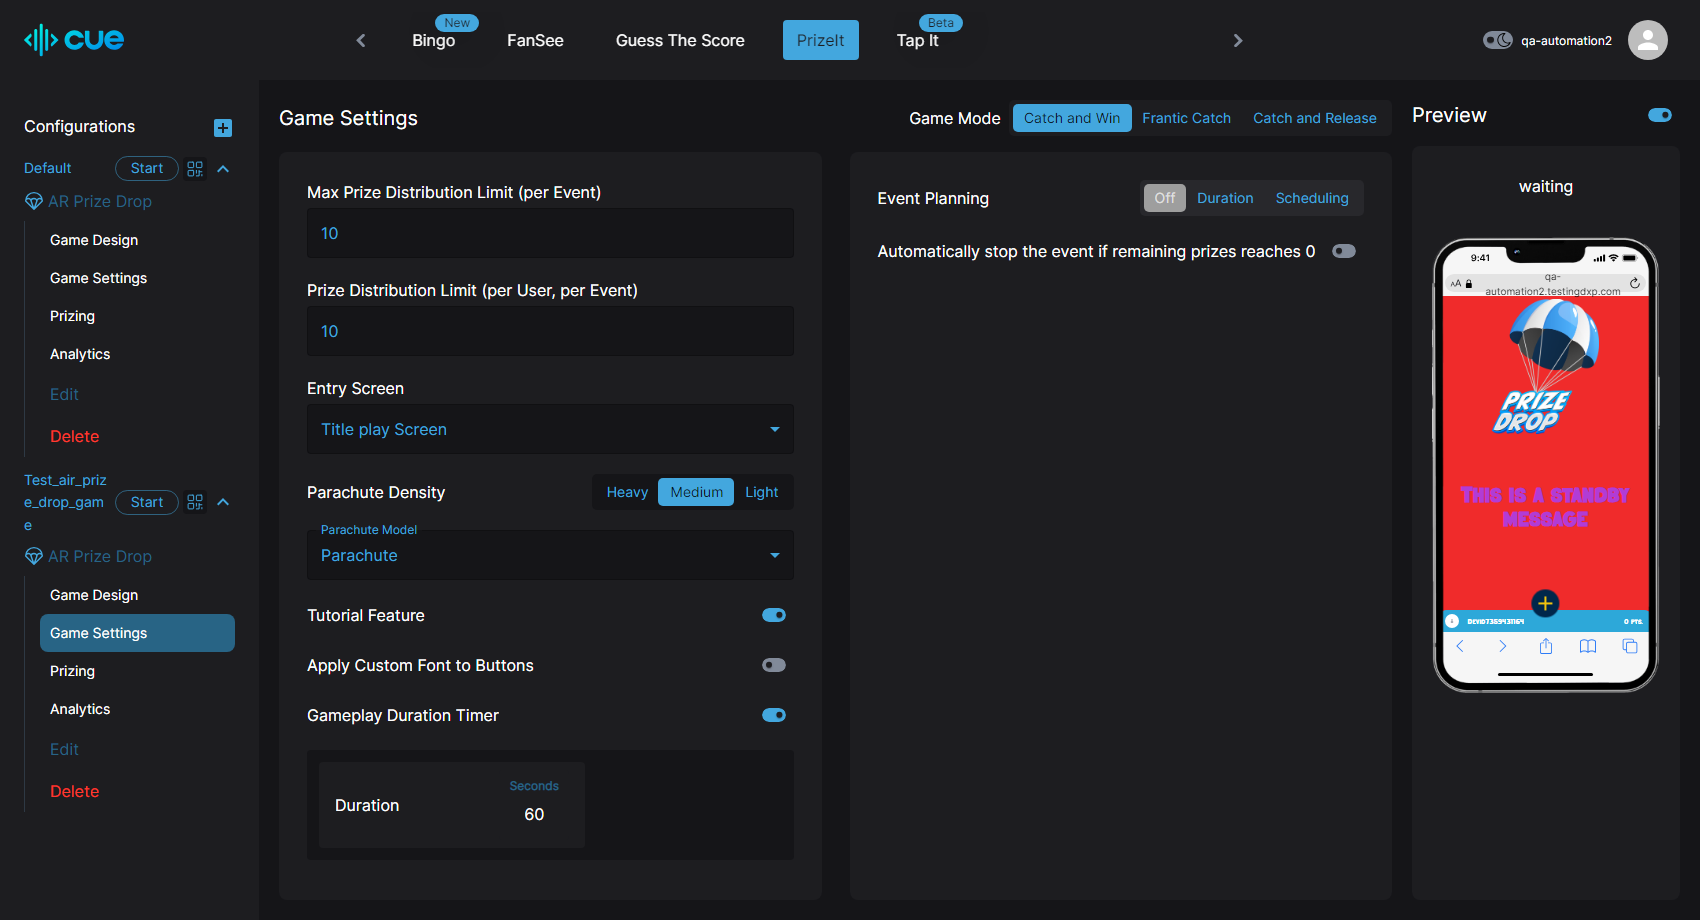 cue
New
Bingo
FanSee
Guess The Score
PrizeIt
Beta
Tap It
qa-automation2
Configurations
Default
Start
AR Prize Drop
Game Design
Game Settings
Prizing
Analytics
Edit
Delete
Test_air_priz
e_drop_gam
e
Start
AR Prize Drop
Game Design
Game Settings
Prizing
Analytics
Edit
Delete
Game Settings
Game Mode
Catch and Win
Frantic Catch
Catch and Release
Max Prize Distribution Limit (per Event)
10
Prize Distribution Limit (per User, per Event)
10
Entry Screen
Title play Screen
Parachute Density
Heavy
Medium
Light
Parachute Model
Parachute
Tutorial Feature
Apply Custom Font to Buttons
Gameplay Duration Timer
Duration
Seconds
60
Event Planning
Off
Duration
Scheduling
Automatically stop the event if remaining prizes reaches 0
Preview
waiting
9:41
AA
qa-
automation2.testingdxp.com
PRIZE
DROP
This is a standby
message
0 PTS.